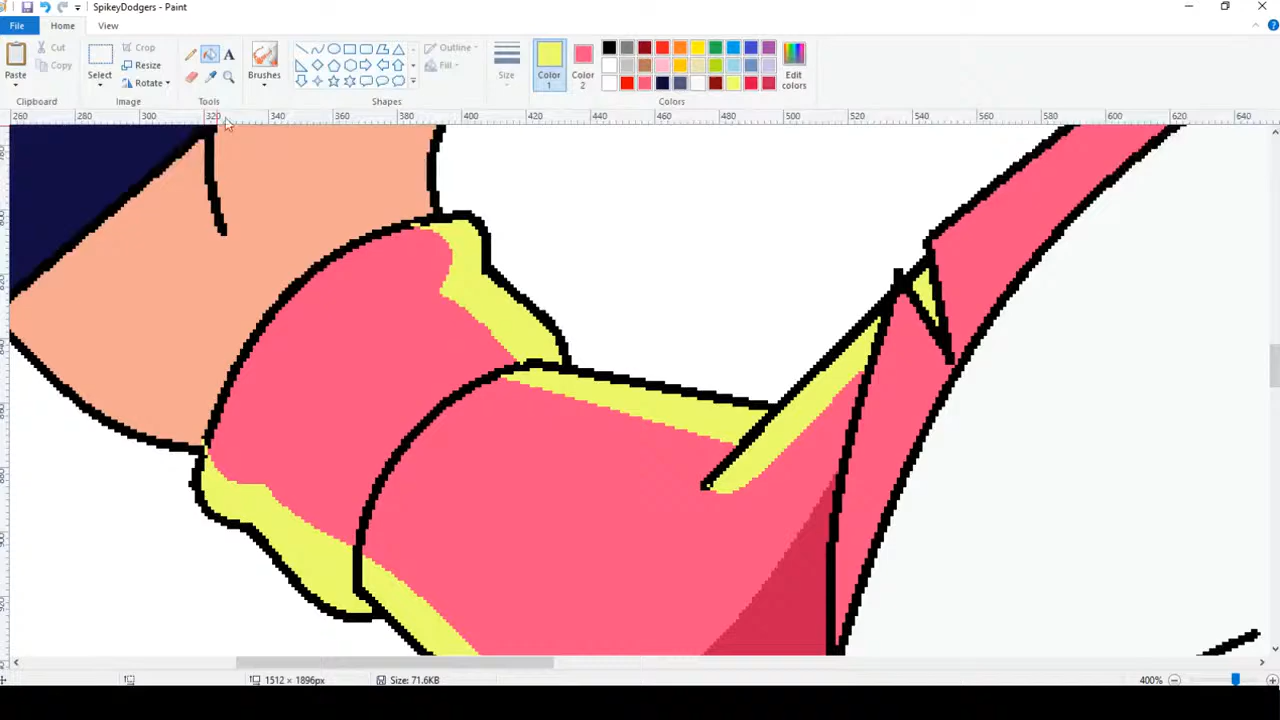 SpikeyDodgers - Paint
File
Home
View
Paste
Cut
Copy
Clipboard
Select
Crop
Resize
Rotate
Image
A
Tools
Brushes
Outline
Fill
Shapes
Size
Color
1
Color
2
Edit
colors
Colors
260 280 300 320 340 360 380 400 420 440 460 480 500 520 540 560 580 600 620 640
1512 × 1896px
Size: 71.6KB
400%